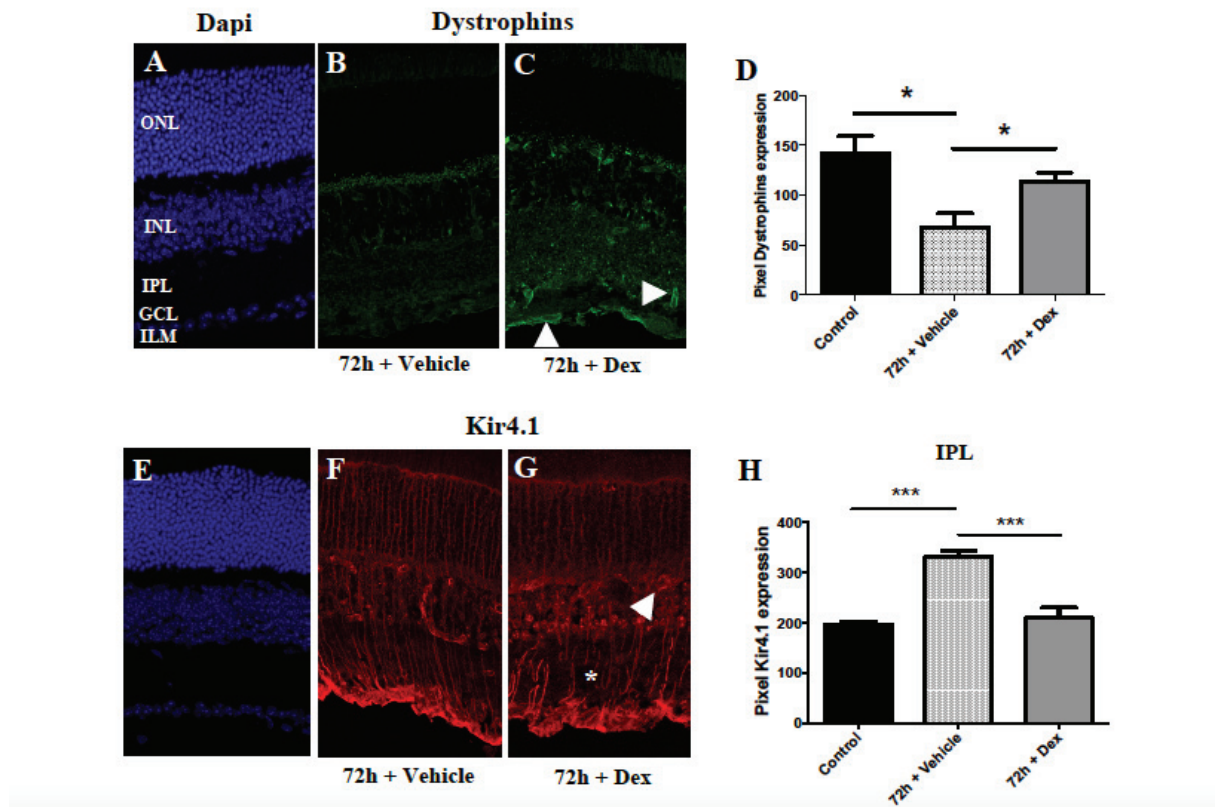 Dapi
Dystrophins
A
B
C
D
ONL
INL
IPL
GCL
ILM
72h + Vehicle
72h + Dex
Pixel Dystrophins expression
200
150
100
50
0
*
*
Control
72h + Vehicle
72h + Dex
Kir4.1
E
F
G
*
72h + Vehicle
72h + Dex
H
IPL
Pixel Kir4.1 expression
400
300
200
100
0
***
***
Control
72h + Vehicle
72h + Dex